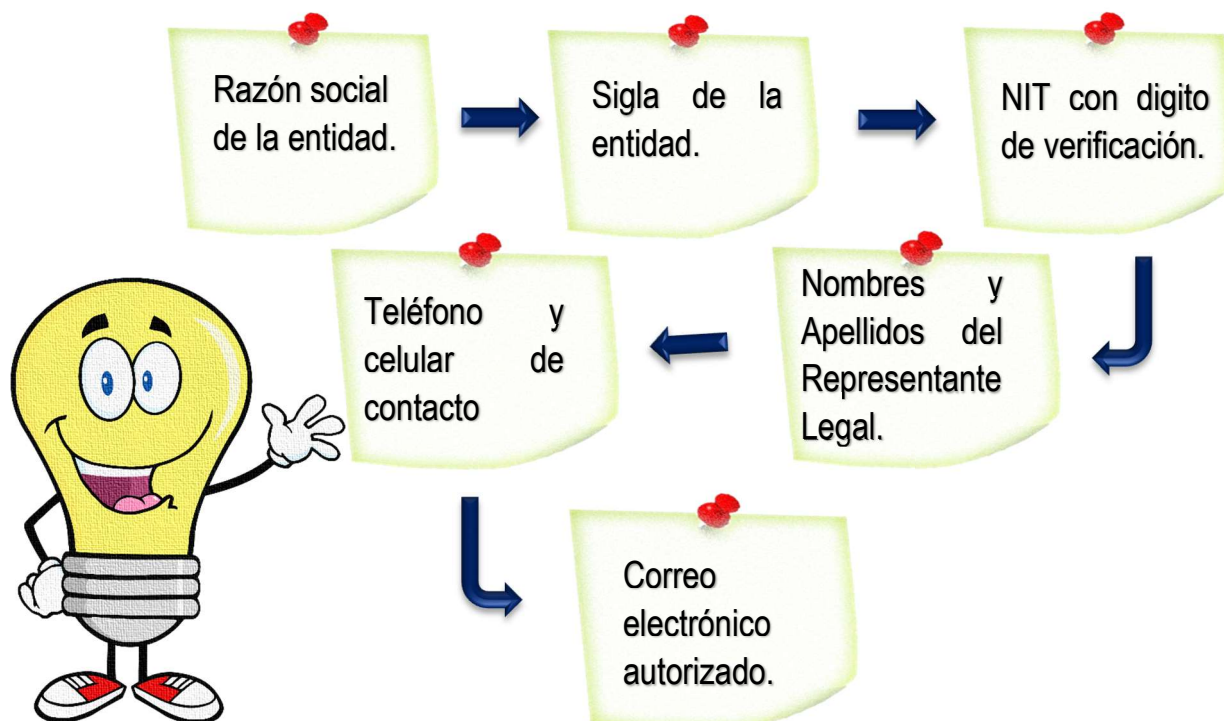 Razón social
de la entidad.
Sigla de la
entidad.
NIT con digito
de verificación.
Nombres y
Apellidos del
Representante
Legal.
Teléfono y
celular de
contacto
Correo
electrónico
autorizado.